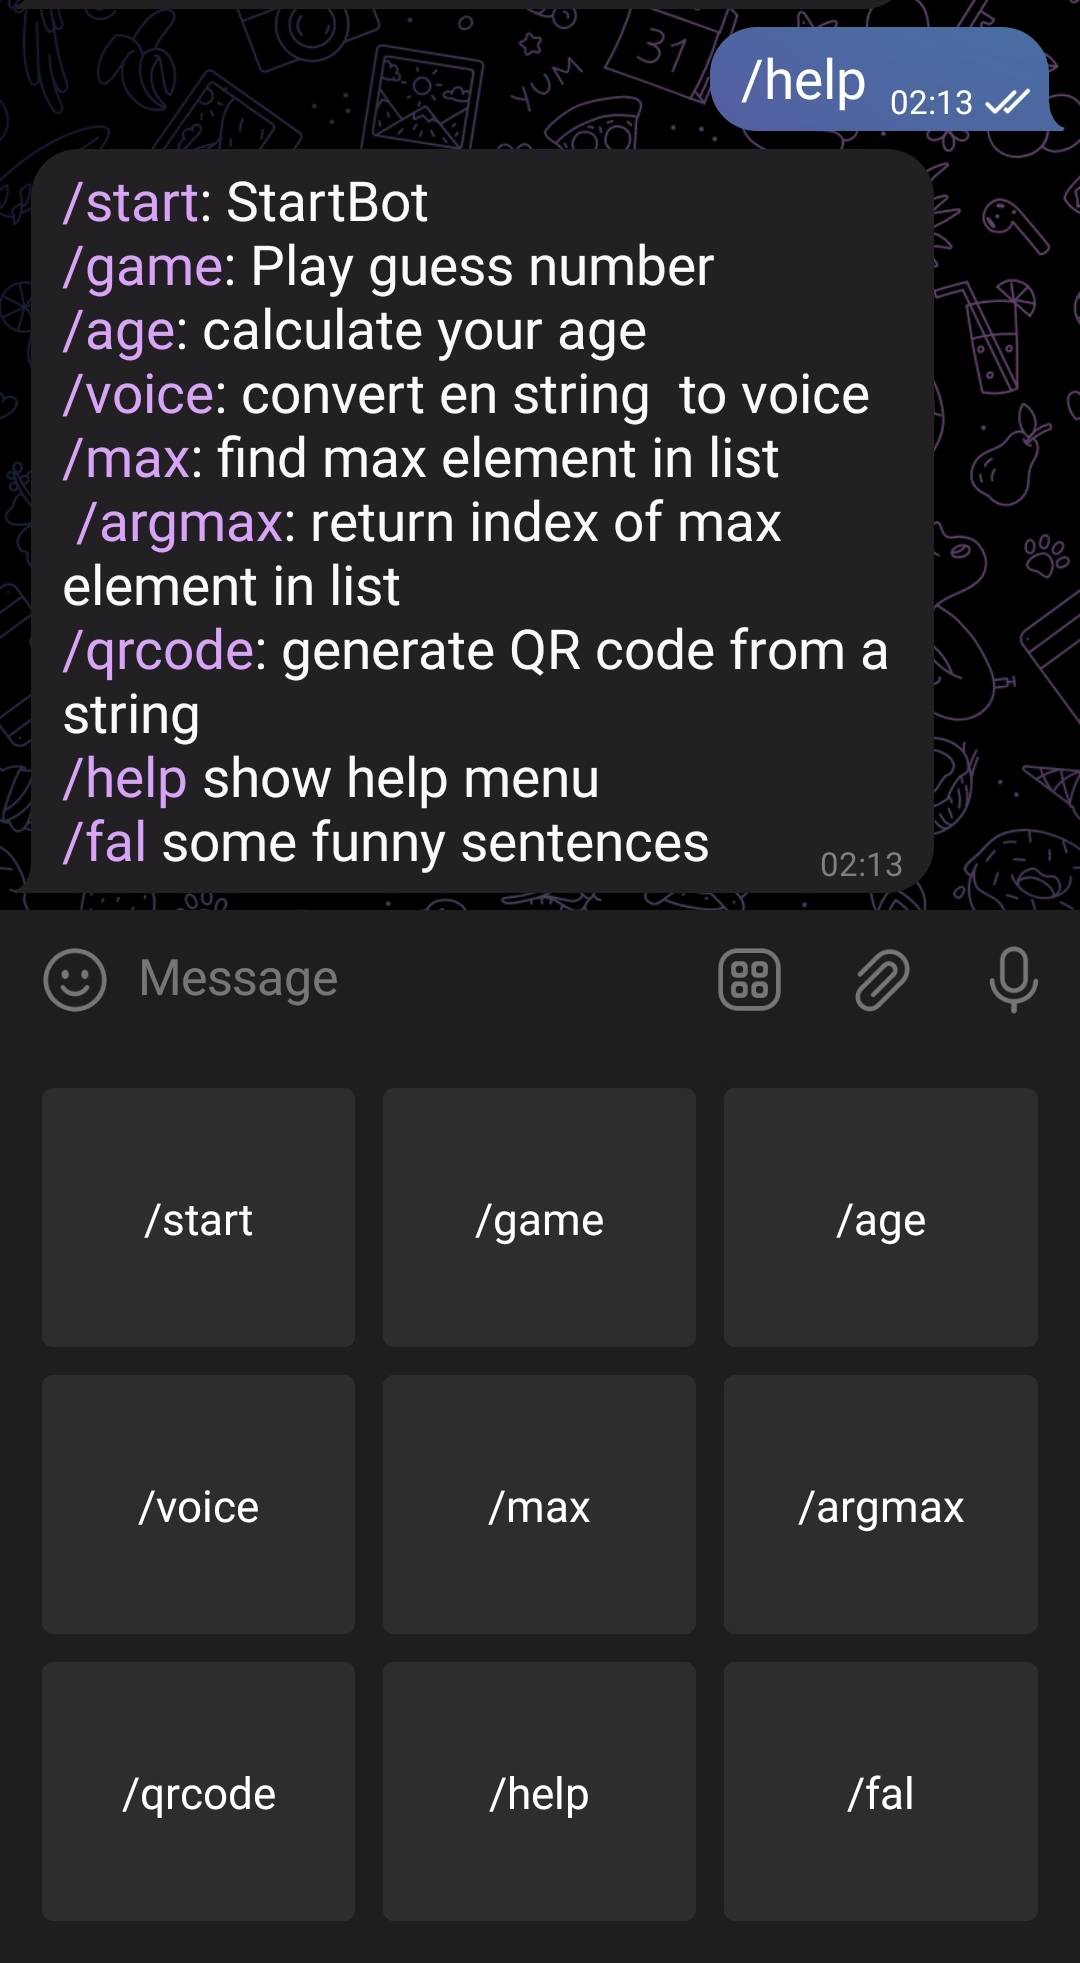 31
YUM
/help 02:13
/start: StartBot
/game: Play guess number
/age: calculate your age
/voice: convert en string  to voice
/max: find max element in list
/argmax: return index of max
element in list
/qrcode: generate QR code from a
string
/help show help menu
/fal some funny sentences
02:13
Message
/start /game /age
/voice /max /argmax
/qrcode /help /fal